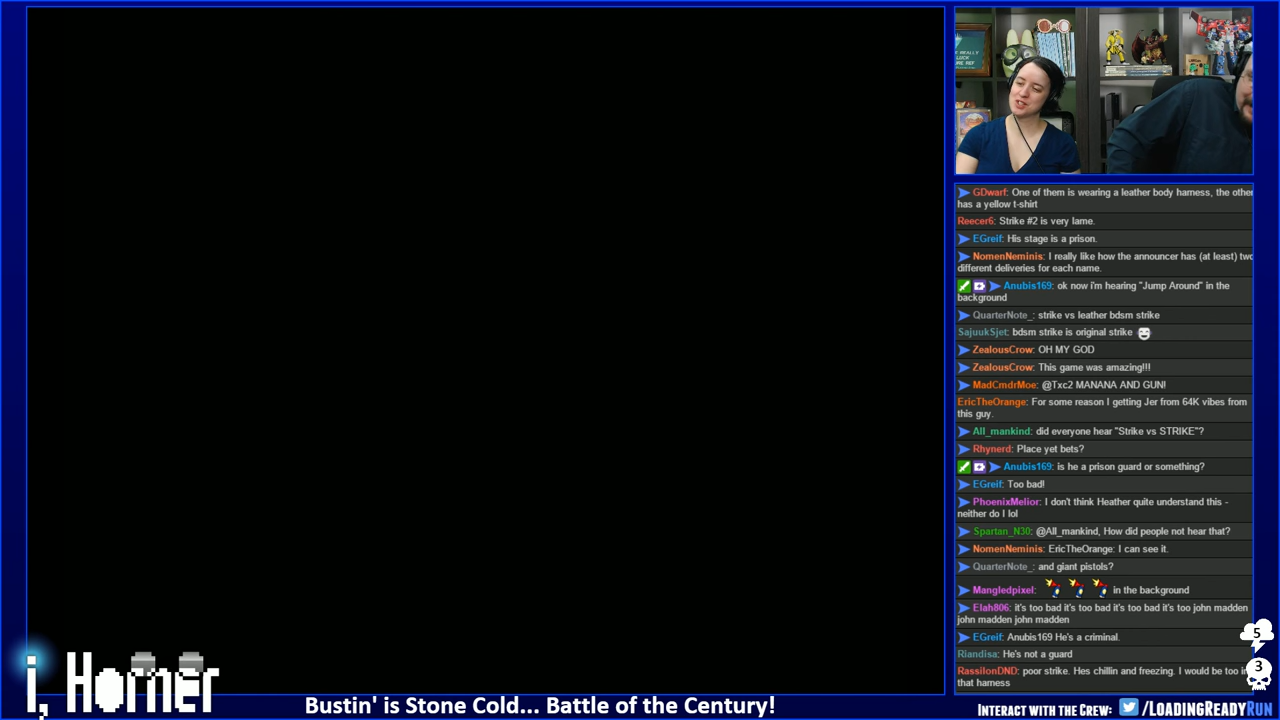 GDwarf: One of them is wearing a leather body harness, the other
has a yellow t-shirt
Reecer6: Strike #2 is very lame.
EGreif: His stage is a prison.
NomenNeminis: I really like how the announcer has (at least) two
different deliveries for each name.
Anubis169: ok now i'm hearing "Jump Around" in the
background
QuarterNote_: strike vs leather bdsm strike
SajuukSjet: bdsm strike is original strike
ZealousCrow: OH MY GOD
ZealousCrow: This game was amazing!!!
MadCmdrMoe: @Txc2 MANANA AND GUN!
EricTheOrange: For some reason I getting Jer from 64K vibes from
this guy.
All_mankind: did everyone hear "Strike vs STRIKE"?
Rhynerd: Place yet bets?
Anubis169: is he a prison guard or something?
EGreif: Too bad!
PhoenixMelior: I don't think Heather quite understand this -
neither do I lol
Spartan_N30: @All_mankind, How did people not hear that?
NomenNeminis: EricTheOrange: I can see it.
QuarterNote_: and giant pistols?
Mangledpixel: in the background
Elah806: it's too bad it's too bad it's too bad it's too john madden
john madden john madden
EGreif: Anubis169 He's a criminal.
Riandisa: He's not a guard
RassilonDND: poor strike. Hes chillin and freezing. I would be too in
that harness
5
3
i, Horner
Bustin' is Stone Cold... Battle of the Century!
INTERACT WITH THE CREW: /LOADINGREADYRUN